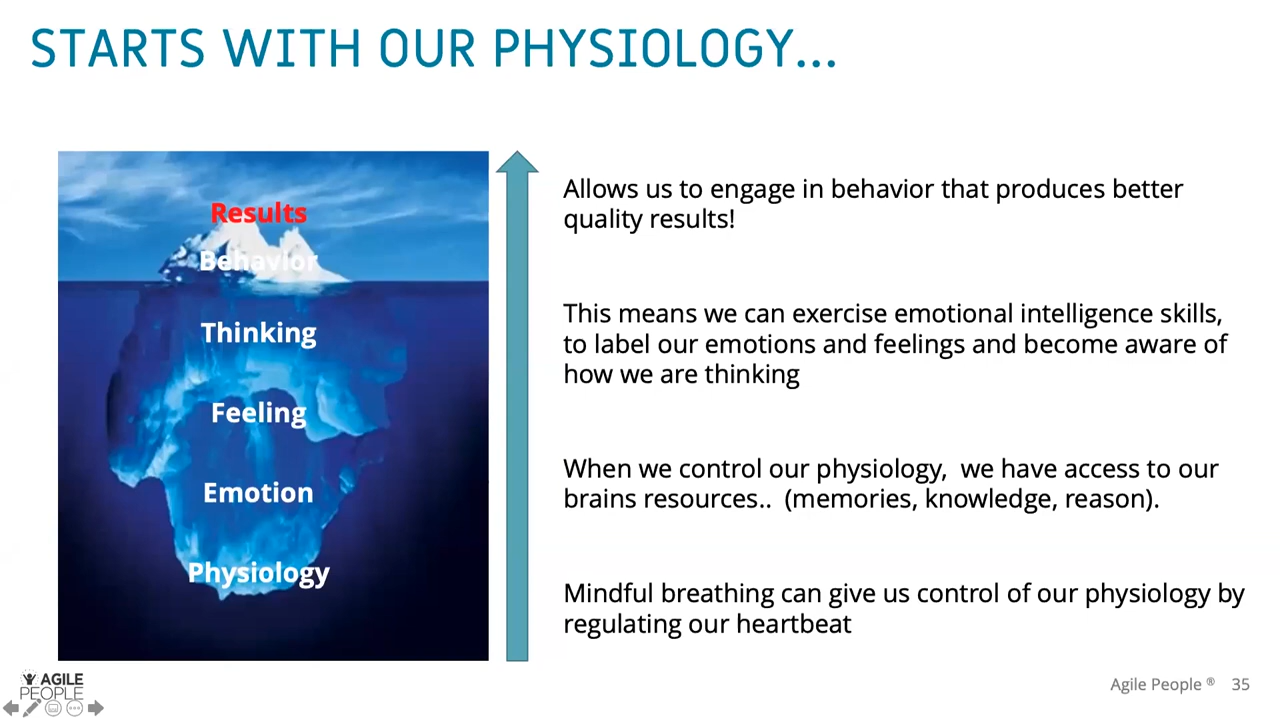 STARTS WITH OUR PHYSIOLOGY...
Results
Behavior
Thinking
Feeling
Emotion
Physiology
Allows us to engage in behavior that produces better
quality results!
This means we can exercise emotional intelligence skills,
to label our emotions and feelings and become aware of
how we are thinking
When we control our physiology,  we have access to our
brains resources..  (memories, knowledge, reason).
Mindful breathing can give us control of our physiology by
regulating our heartbeat
AGILE
PEOPLE
Agile People ® 35